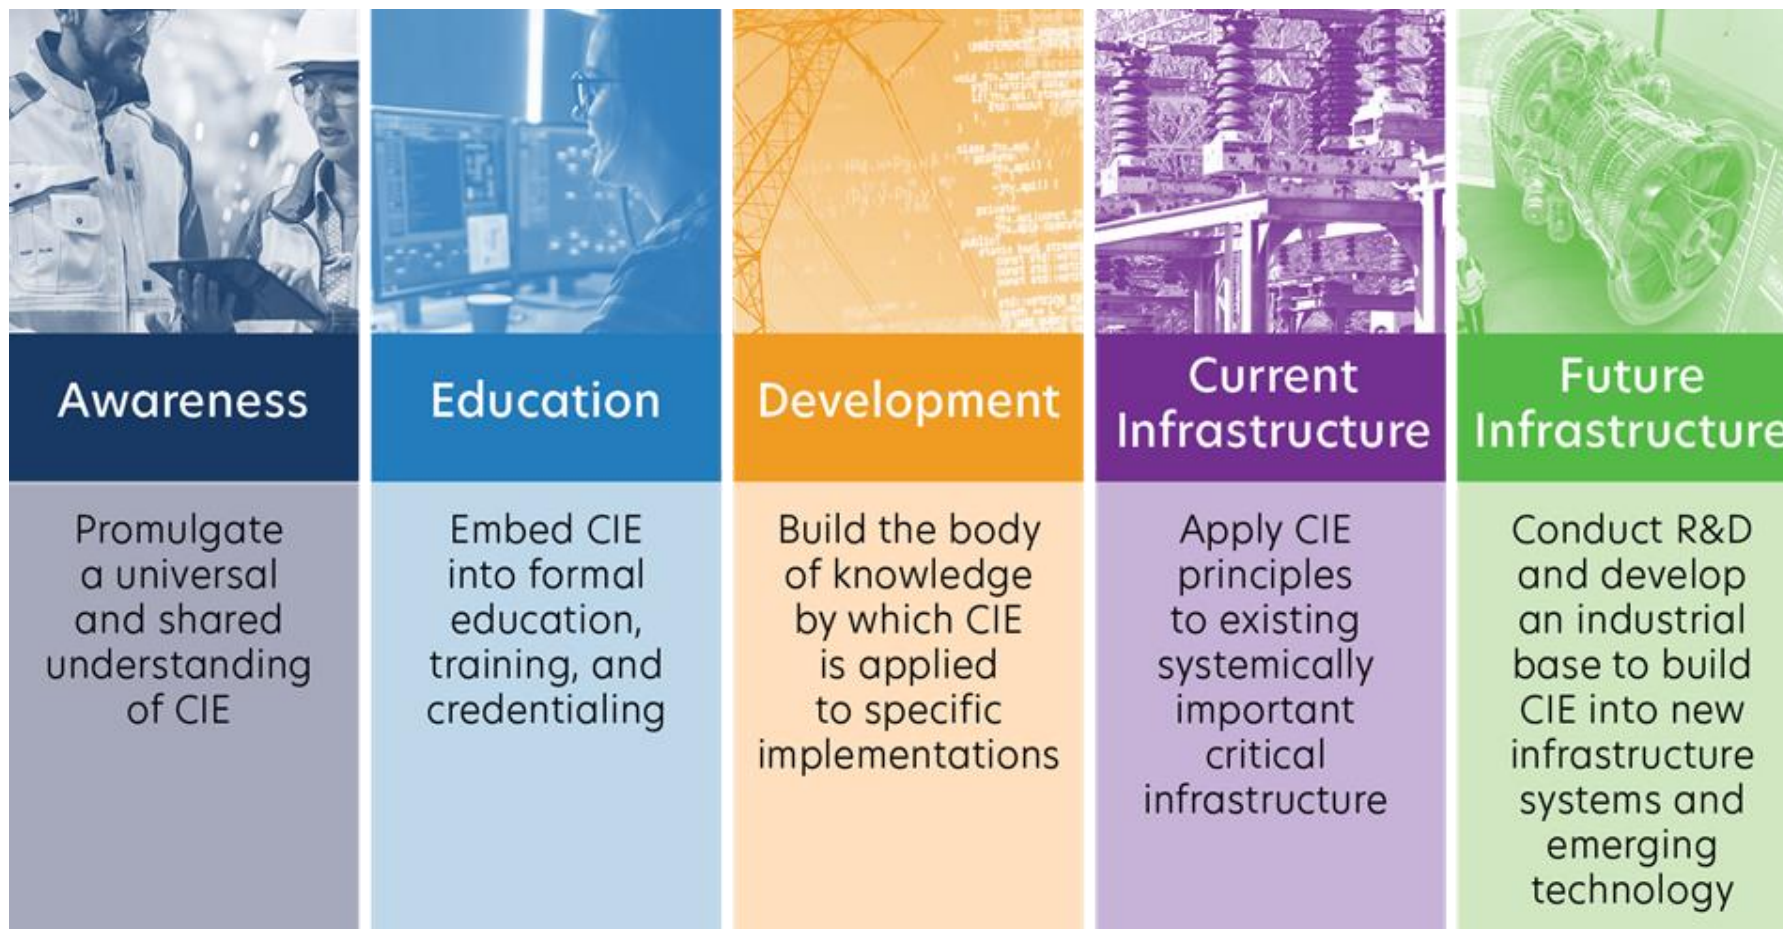 Awareness
Promulgate
a universal
and shared
understanding
of CIE
Education
Embed CIE
into formal
education,
training, and
credentialing
Development
Build the body
of knowledge
by which CIE
is applied
to specific
implementations
Current
Infrastructure
Apply CIE
principles
to existing
systemically
important
critical
infrastructure
Future
Infrastructure
Conduct R&D
and develop
an industrial
base to build
CIE into new
infrastructure
systems and
emerging
technology